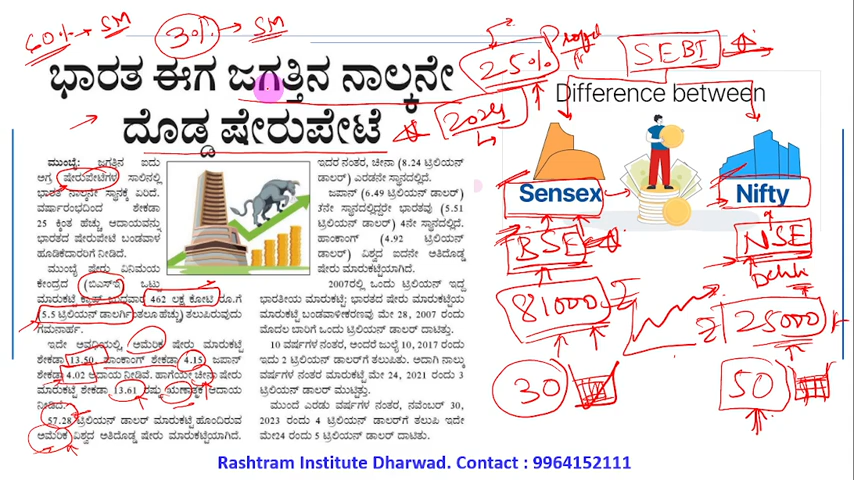 60% → SM
3% → SM
25%
SEBI
ಭಾರತ ಈಗ ಜಗತ್ತಿನ ನಾಲ್ಕನೇ
ದೊಡ್ಡ ಷೇರುಪೇಟೆ
2024
Difference between
ಮುಂಬೈ: ಜಗತ್ತಿನ ಐದು
ಅಗ್ರ ಷೇರುಪೇಟೆಗಳ ಸಾಲಿನಲ್ಲಿ
ಭಾರತ ನಾಲ್ಕನೇ ಸ್ಥಾನಕ್ಕೆ ಏರಿದೆ.
ವರ್ಷಾರಂಭದಿಂದ ಶೇಕಡಾ
25 ಕ್ಕಿಂತ ಹೆಚ್ಚು ಆದಾಯವನ್ನು
ಭಾರತದ ಷೇರುಪೇಟೆ ಬಂಡವಾಳ
ಹೂಡಿಕೆದಾರರಿಗೆ ನೀಡಿದೆ.
ಮುಂಬೈ ಷೇರು ವಿನಿಮಯ
ಕೇಂದ್ರದ (ಬಿಎಸ್ಇ) ಒಟ್ಟು
ಮಾರುಕಟ್ಟೆ ಕ್ಯಾಪ್ ಬುಧವಾರ 462 ಲಕ್ಷ ಕೋಟಿ ರೂ.ಗೆ
(5.5 ಟ್ರಿಲಿಯನ್ ಡಾಲರ್ಗಿಂತಲೂ ಹೆಚ್ಚು) ತಲುಪಿರುವುದು
ಗಮನಾರ್ಹ.
ಇದೇ ಅವಧಿಯಲ್ಲಿ, ಅಮೆರಿಕ ಷೇರು ಮಾರುಕಟ್ಟೆ
ಶೇಕಡಾ 13.50, ಹಾಂಕಾಂಗ್ ಶೇಕಡಾ 4.15, ಜಪಾನ್
ಶೇಕಡಾ 4.02 ಆದಾಯ ನೀಡಿವೆ. ಹಾಗೆಯೇ ಚೀನಾ ಷೇರು
ಮಾರುಕಟ್ಟೆ ಶೇಕಡಾ 13.61 ರಷ್ಟು ಋಣಾತ್ಮಕ ಆದಾಯ
ನೀಡಿದೆ.
57.28 ಟ್ರಿಲಿಯನ್ ಡಾಲರ್ ಮಾರುಕಟ್ಟೆ ಹೊಂದಿರುವ
ಅಮೆರಿಕ ವಿಶ್ವದ ಅತಿದೊಡ್ಡ ಷೇರು ಮಾರುಕಟ್ಟೆಯಾಗಿದೆ.
ಇದರ ನಂತರ, ಚೀನಾ (8.24 ಟ್ರಿಲಿಯನ್
ಡಾಲರ್) ಎರಡನೇ ಸ್ಥಾನದಲ್ಲಿದೆ.
ಜಪಾನ್ (6.49 ಟ್ರಿಲಿಯನ್ ಡಾಲರ್)
3ನೇ ಸ್ಥಾನದಲ್ಲಿದ್ದರೇ ಭಾರತವು (5.51
ಟ್ರಿಲಿಯನ್ ಡಾಲರ್) 4ನೇ ಸ್ಥಾನದಲ್ಲಿದೆ.
ಹಾಂಕಾಂಗ್ (4.92 ಟ್ರಿಲಿಯನ್
ಡಾಲರ್) ವಿಶ್ವದ ಐದನೇ ಅತಿದೊಡ್ಡ
ಷೇರು ಮಾರುಕಟ್ಟೆಯಾಗಿದೆ.
2007ರಲ್ಲಿ ಒಂದು ಟ್ರಿಲಿಯನ್ ಇದ್ದ
ಭಾರತೀಯ ಮಾರುಕಟ್ಟೆ: ಭಾರತದ ಷೇರು ಮಾರುಕಟ್ಟೆಯ
ಮಾರುಕಟ್ಟೆ ಬಂಡವಾಳೀಕರಣವು ಮೇ 28, 2007 ರಂದು
ಮೊದಲ ಬಾರಿಗೆ ಒಂದು ಟ್ರಿಲಿಯನ್ ಡಾಲರ್ ದಾಟಿತ್ತು.
10 ವರ್ಷಗಳ ನಂತರ, ಅಂದರೆ ಜುಲೈ 10, 2017 ರಂದು
ಇದು 2 ಟ್ರಿಲಿಯನ್ ಡಾಲರ್ಗೆ ತಲುಪಿತು. ಅದಾಗಿ ನಾಲ್ಕು
ವರ್ಷಗಳ ನಂತರ ಮಾರುಕಟ್ಟೆ ಮೇ 24, 2021 ರಂದು 3
ಟ್ರಿಲಿಯನ್ ಡಾಲರ್ ಮುಟ್ಟಿತ್ತು.
ಮುಂದೆ ಎರಡು ವರ್ಷಗಳ ನಂತರ, ನವೆಂಬರ್ 30,
2023 ರಂದು 4 ಟ್ರಿಲಿಯನ್ ಡಾಲರ್ಗೆ ತಲುಪಿ ಇದೇ
ಮೇ24 ರಂದು 5 ಟ್ರಿಲಿಯನ್ ಡಾಲರ್ ದಾಟಿತು.
Sensex
Nifty
BSE
NSE
81000
25000
30
50
Rashtram Institute Dharwad. Contact : 9964152111